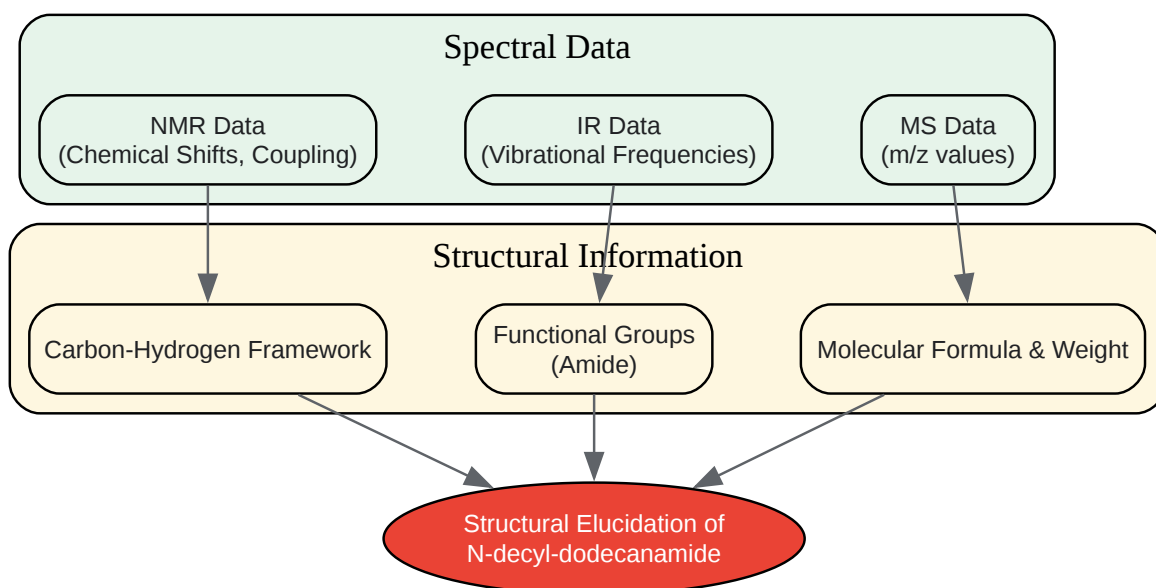 Spectral Data
NMR Data
(Chemical Shifts, Coupling)
IR Data
(Vibrational Frequencies)
MS Data
(m/z values)
Structural Information
Carbon-Hydrogen Framework
Functional Groups
(Amide)
Molecular Formula & Weight
Structural Elucidation of
N-decyl-dodecanamide